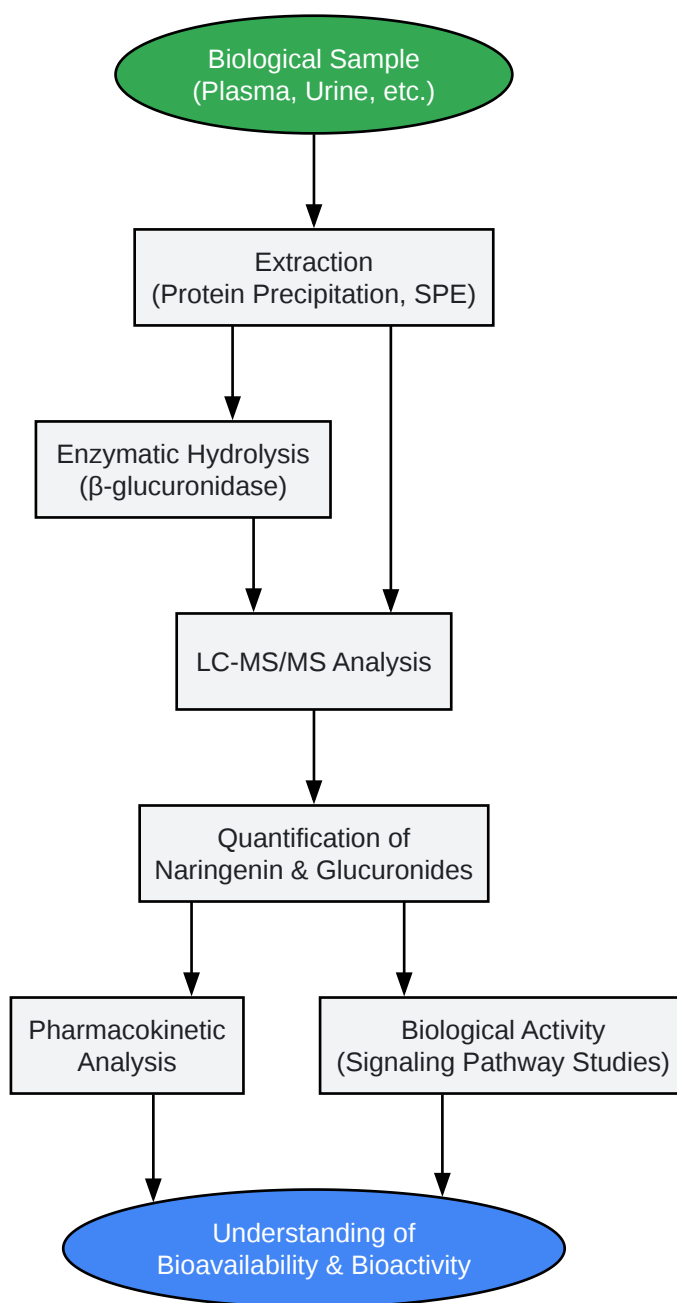 Biological Sample
(Plasma, Urine, etc.)
Extraction
(Protein Precipitation, SPE)
Enzymatic Hydrolysis
(β-glucuronidase)
LC-MS/MS Analysis
Quantification of
Naringenin & Glucuronides
Pharmacokinetic
Analysis
Biological Activity
(Signaling Pathway Studies)
Understanding of
Bioavailability & Bioactivity